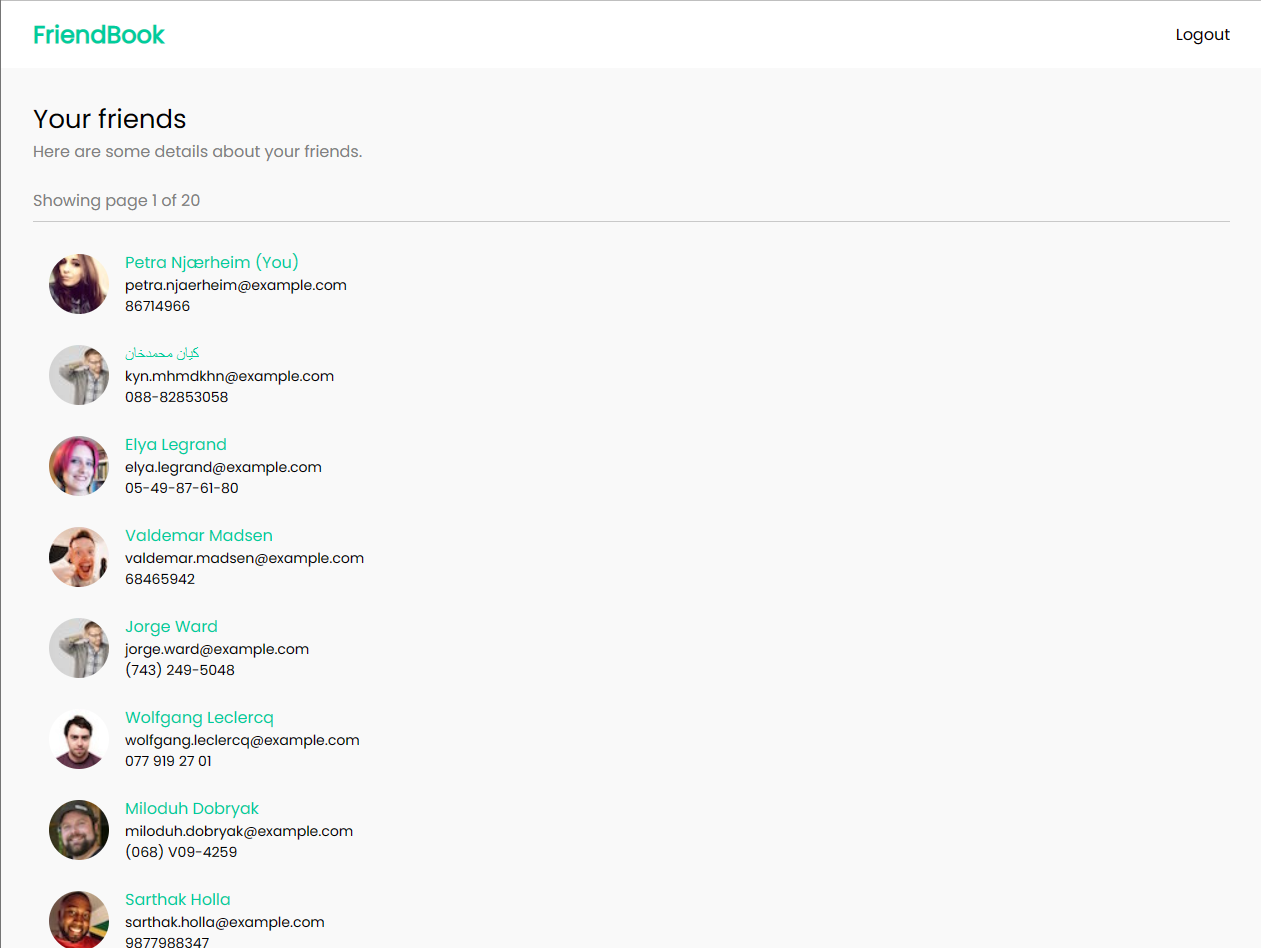 FriendBook
Logout
Your friends
Here are some details about your friends.
Showing page 1 of 20
Petra Njærheim (You)
petra.njaerheim@example.com
86714966
کیان محمدخان
kyn.mhmdkhn@example.com
088-82853058
Elya Legrand
elya.legrand@example.com
05-49-87-61-80
Valdemar Madsen
valdemar.madsen@example.com
68465942
Jorge Ward
jorge.ward@example.com
(743) 249-5048
Wolfgang Leclercq
wolfgang.leclercq@example.com
077 919 27 01
Miloduh Dobryak
miloduh.dobryak@example.com
(068) V09-4259
Sarthak Holla
sarthak.holla@example.com
9877988347